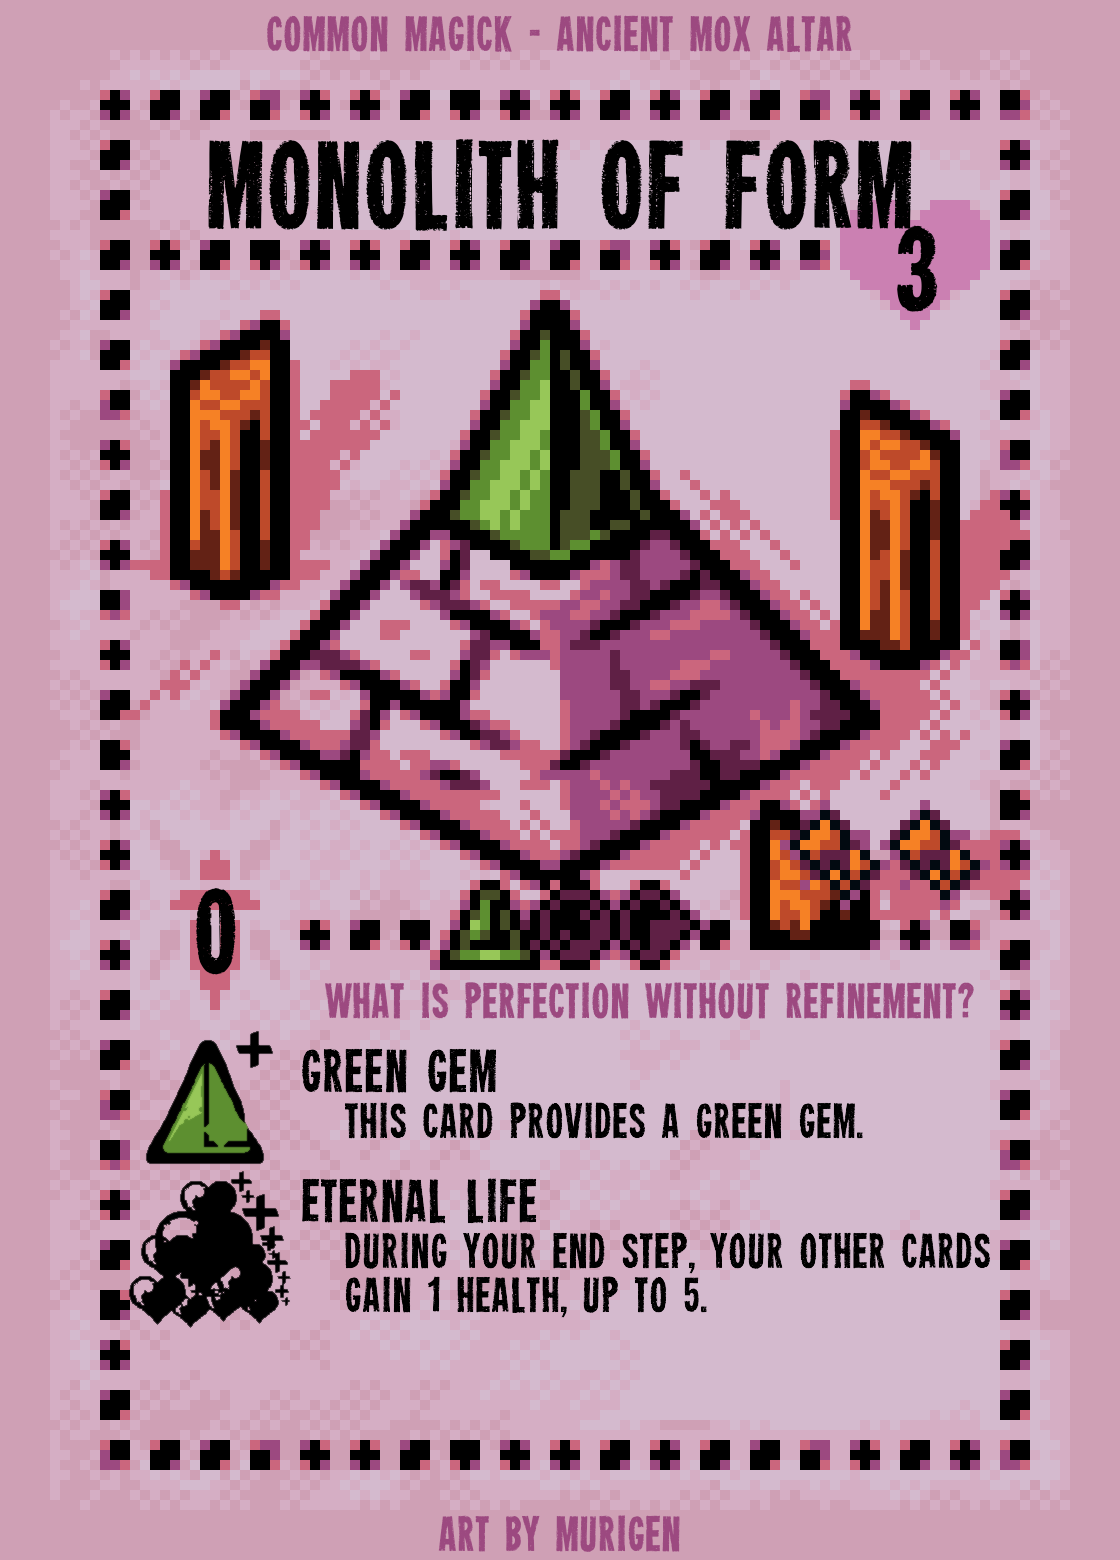 COMMON MAGICK - ANCIENT MOX ALTAR
MONOLITH OF FORM
3
0
WHAT IS PERFECTION WITHOUT REFINEMENT?
GREEN GEM
THIS CARD PROVIDES A GREEN GEM.
ETERNAL LIFE
DURING YOUR END STEP, YOUR OTHER CARDS
GAIN 1 HEALTH, UP TO 5.
ART BY MURIGEN